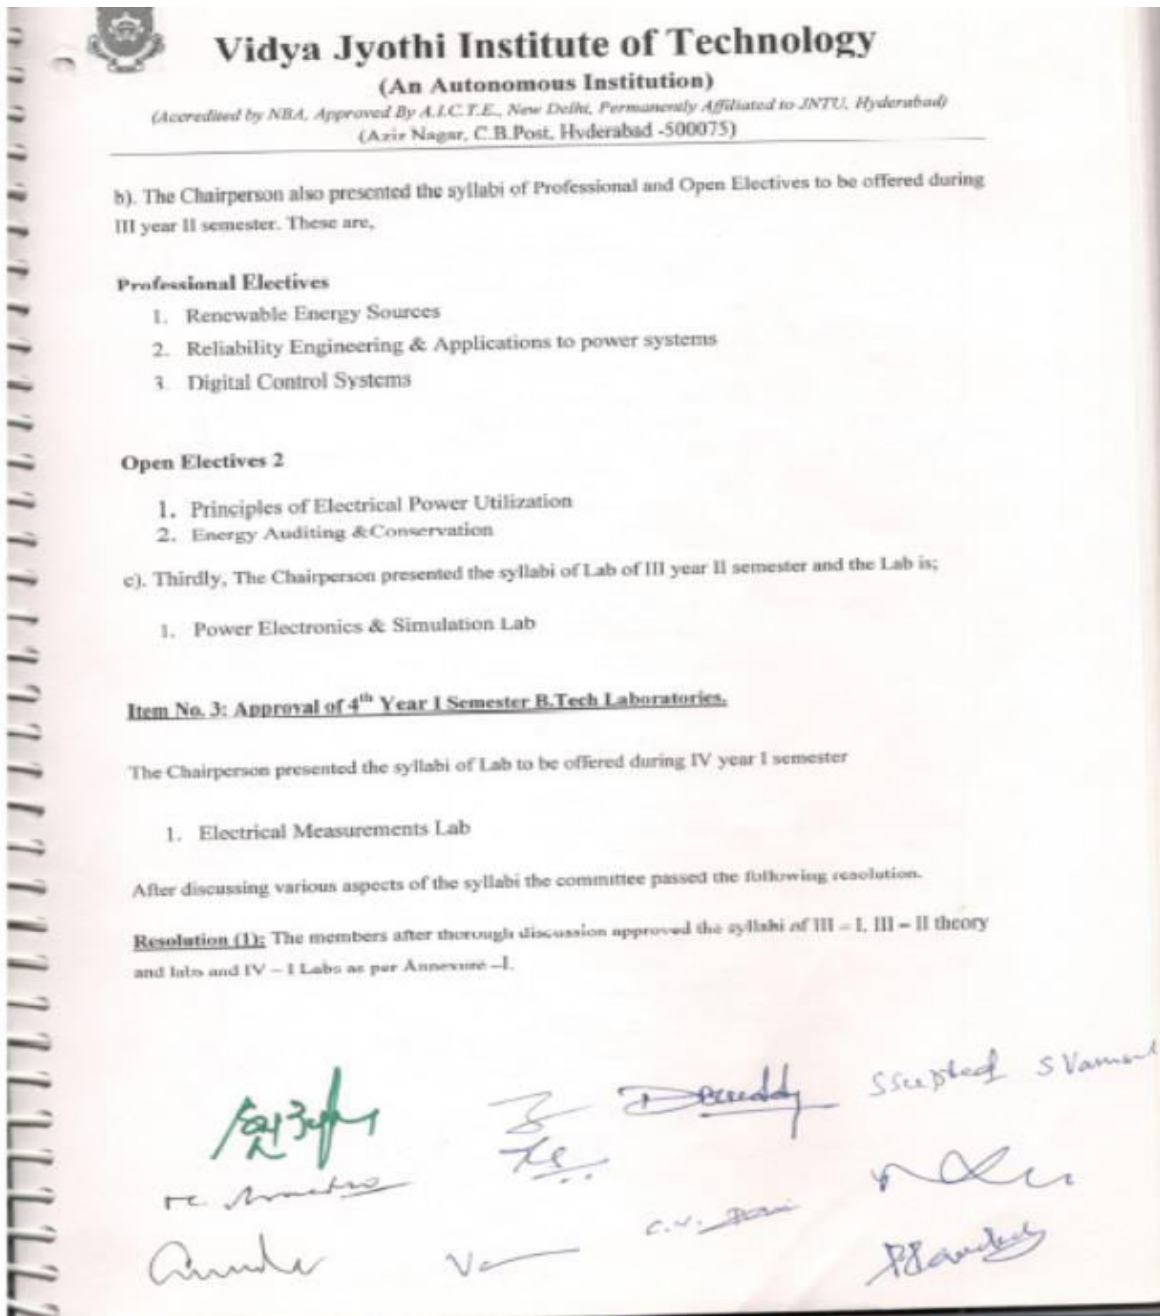 Vidya Jyothi Institute of Technology
(An Autonomous Institution)
(Accredited by NBA, Approved By A.I.C.T.E., New Delhi, Permanently Affiliated to JNTU, Hyderabad)
(Aziz Nagar, C.B.Post, Hyderabad -500075)
b). The Chairperson also presented the syllabi of Professional and Open Electives to be offered during
III year II semester. These are,
Professional Electives
1. Renewable Energy Sources
2. Reliability Engineering & Applications to power systems
3. Digital Control Systems
Open Electives 2
1. Principles of Electrical Power Utilization
2. Energy Auditing &Conservation
c). Thirdly, The Chairperson presented the syllabi of Lab of III year II semester and the Lab is;
1. Power Electronics & Simulation Lab
Item No. 3: Approval of 4th Year I Semester B.Tech Laboratories.
The Chairperson presented the syllabi of Lab to be offered during IV year I semester
1. Electrical Measurements Lab
After discussing various aspects of the syllabi the committee passed the following resolution.
Resolution (1): The members after thorough discussion approved the syllabi of III – I, III – II theory
and labs and IV – I Labs as per Annexure –I.